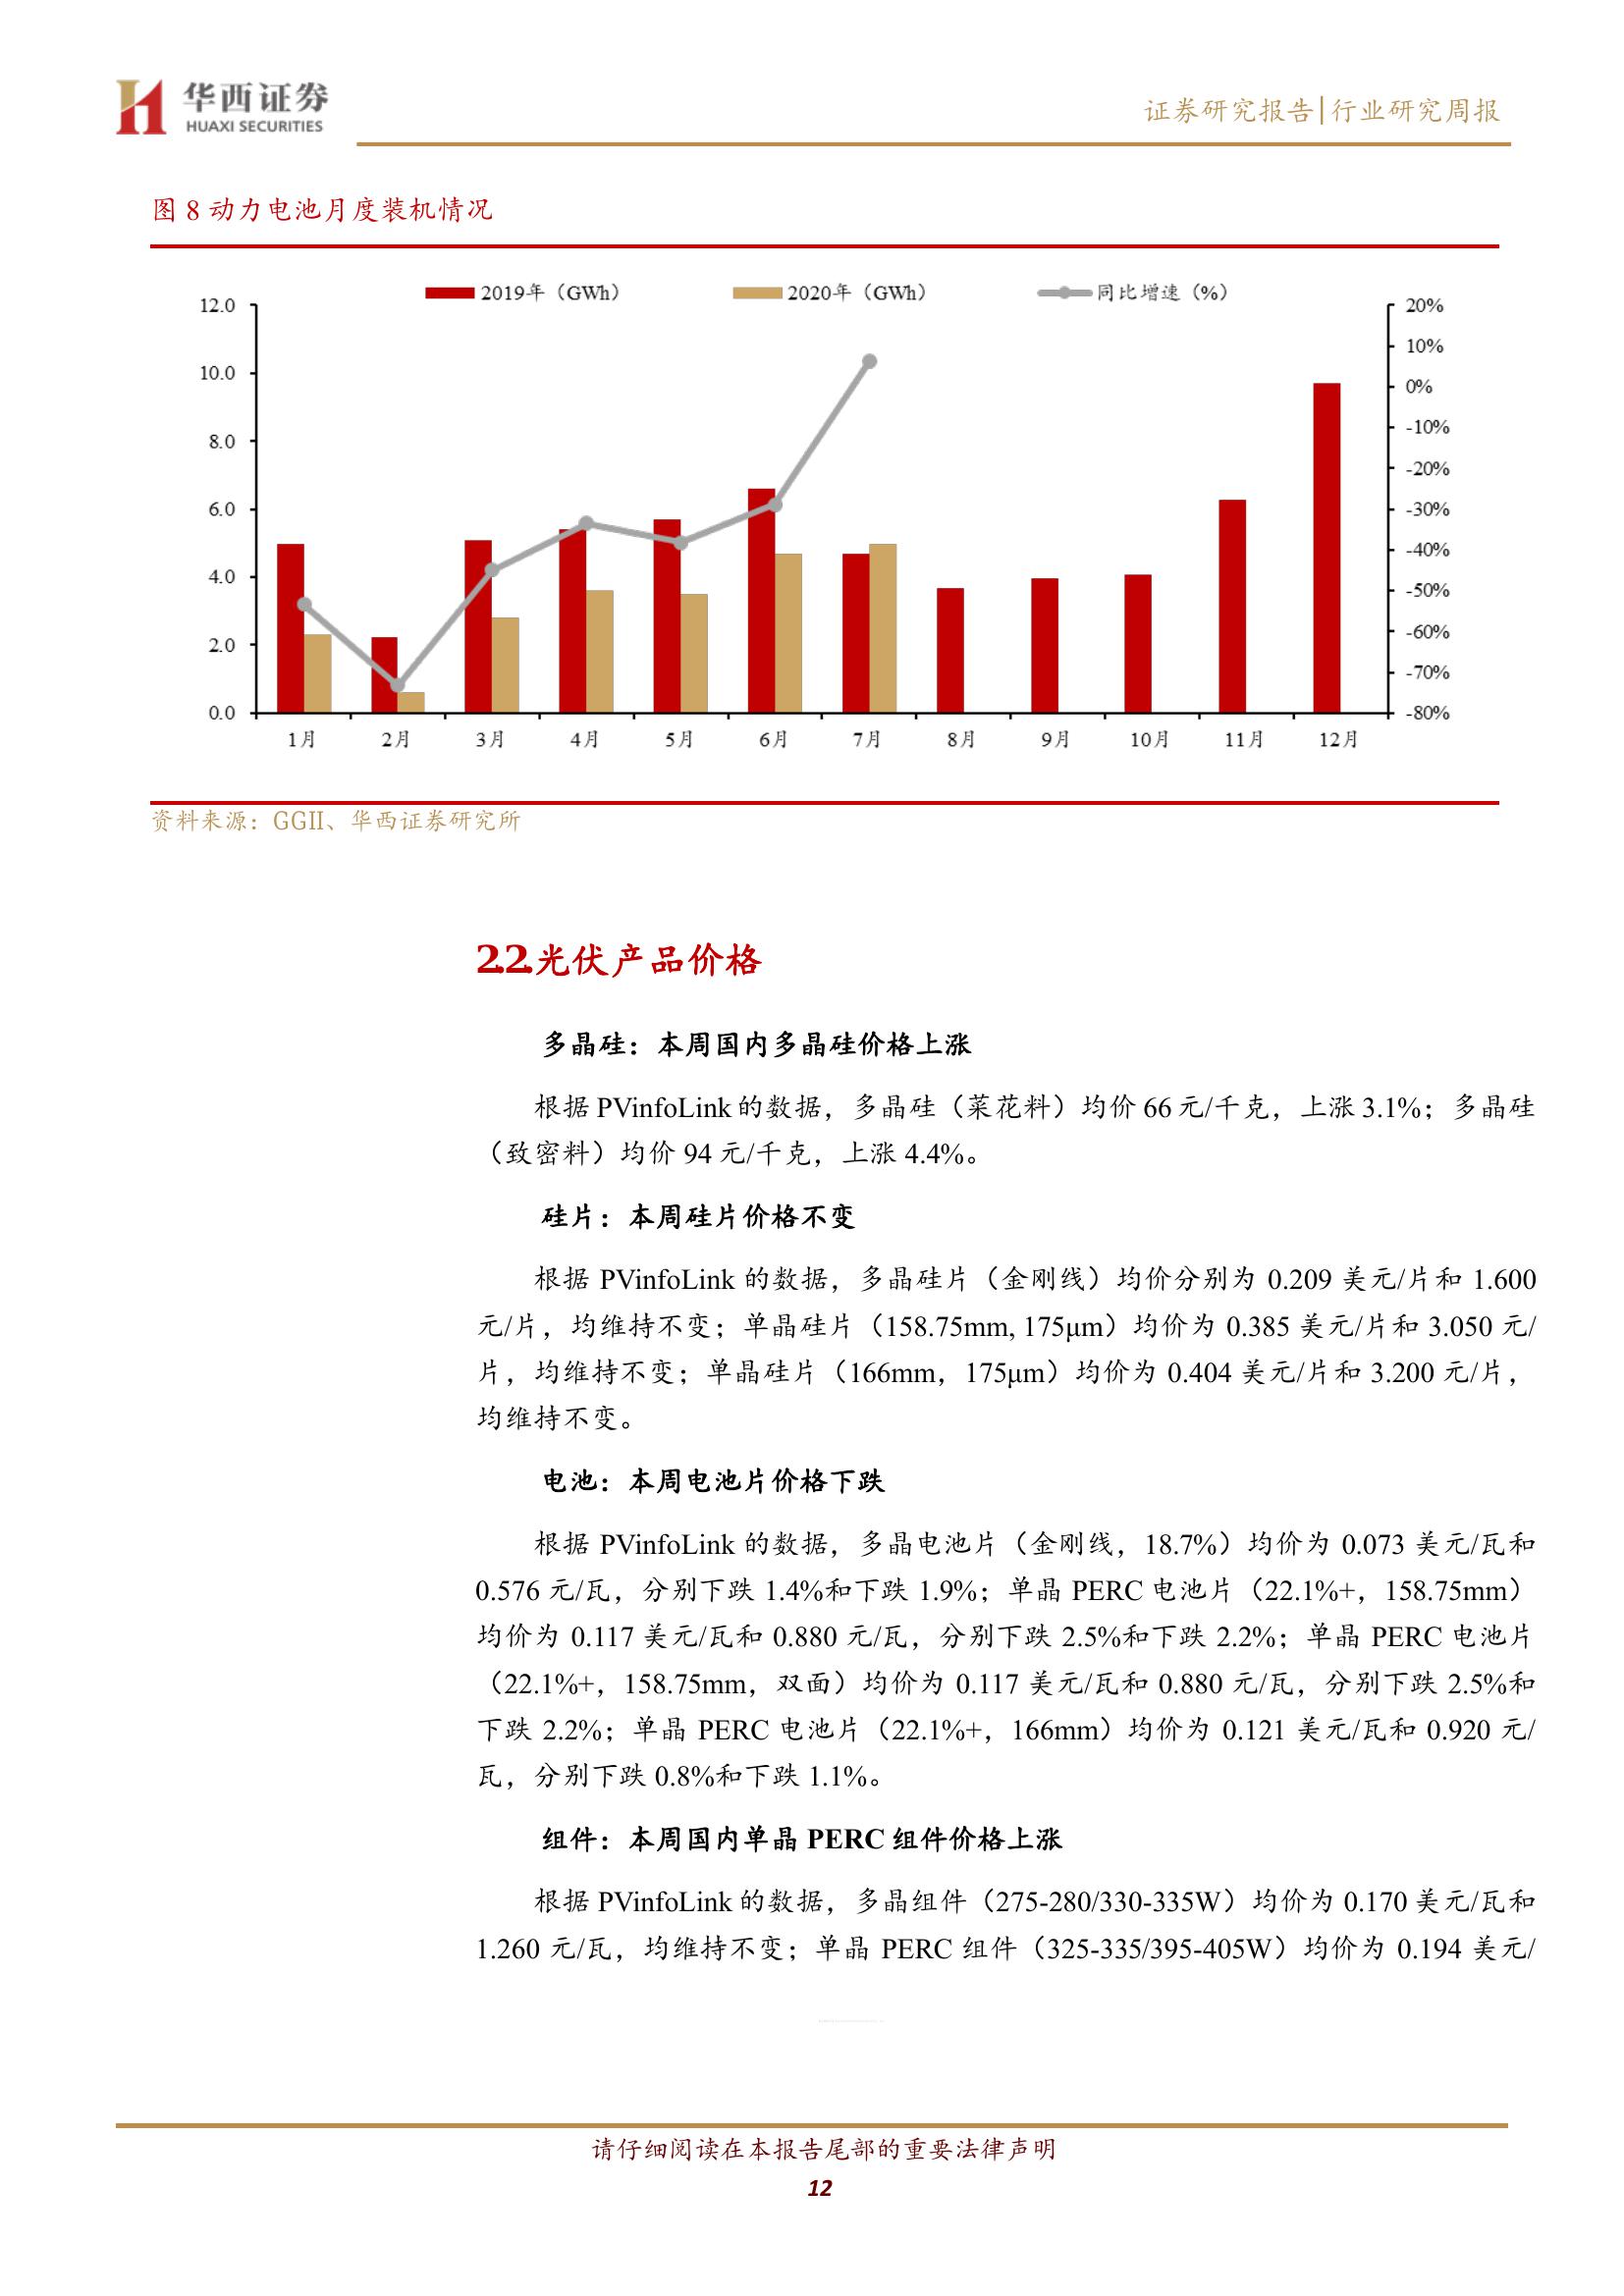 华西证券
HUAXI SECURITIES
证券研究报告|行业研究周报
图 8 动力电池月度装机情况
2019年（GWh） 2020年（GWh） 同比增速（%）
12.0 20%
10%
10.0
0%
8.0
-10%
-20%
6.0 -30%
-40%
4.0
-50%
2.0 -60%
-70%
0.0 -80%
1月 2月 3月 4月 5月 6月 7月 8月 9月 10月 11月 12月
资料来源：GGII、华西证券研究所
2.2.光伏产品价格
多晶硅：本周国内多晶硅价格上涨
根据 PVinfoLink 的数据，多晶硅（菜花料）均价 66 元/千克，上涨 3.1%；多晶硅
（致密料）均价 94 元/千克，上涨 4.4%。
硅片：本周硅片价格不变
根据 PVinfoLink 的数据，多晶硅片（金刚线）均价分别为 0.209 美元/片和 1.600
元/片，均维持不变；单晶硅片（158.75mm, 175μm）均价为 0.385 美元/片和 3.050 元/
片，均维持不变；单晶硅片（166mm，175μm）均价为 0.404 美元/片和 3.200 元/片，
均维持不变。
电池：本周电池片价格下跌
根据 PVinfoLink 的数据，多晶电池片（金刚线，18.7%）均价为 0.073 美元/瓦和
0.576 元/瓦，分别下跌 1.4%和下跌 1.9%；单晶 PERC 电池片（22.1%+，158.75mm）
均价为 0.117 美元/瓦和 0.880 元/瓦，分别下跌 2.5%和下跌 2.2%；单晶 PERC 电池片
（22.1%+，158.75mm，双面）均价为 0.117 美元/瓦和 0.880 元/瓦，分别下跌 2.5%和
下跌 2.2%；单晶 PERC 电池片（22.1%+，166mm）均价为 0.121 美元/瓦和 0.920 元/
瓦，分别下跌 0.8%和下跌 1.1%。
组件：本周国内单晶 PERC 组件价格上涨
根据 PVinfoLink 的数据，多晶组件（275-280/330-335W）均价为 0.170 美元/瓦和
1.260 元/瓦，均维持不变；单晶 PERC 组件（325-335/395-405W）均价为 0.194 美元/
请仔细阅读在本报告尾部的重要法律声明
12